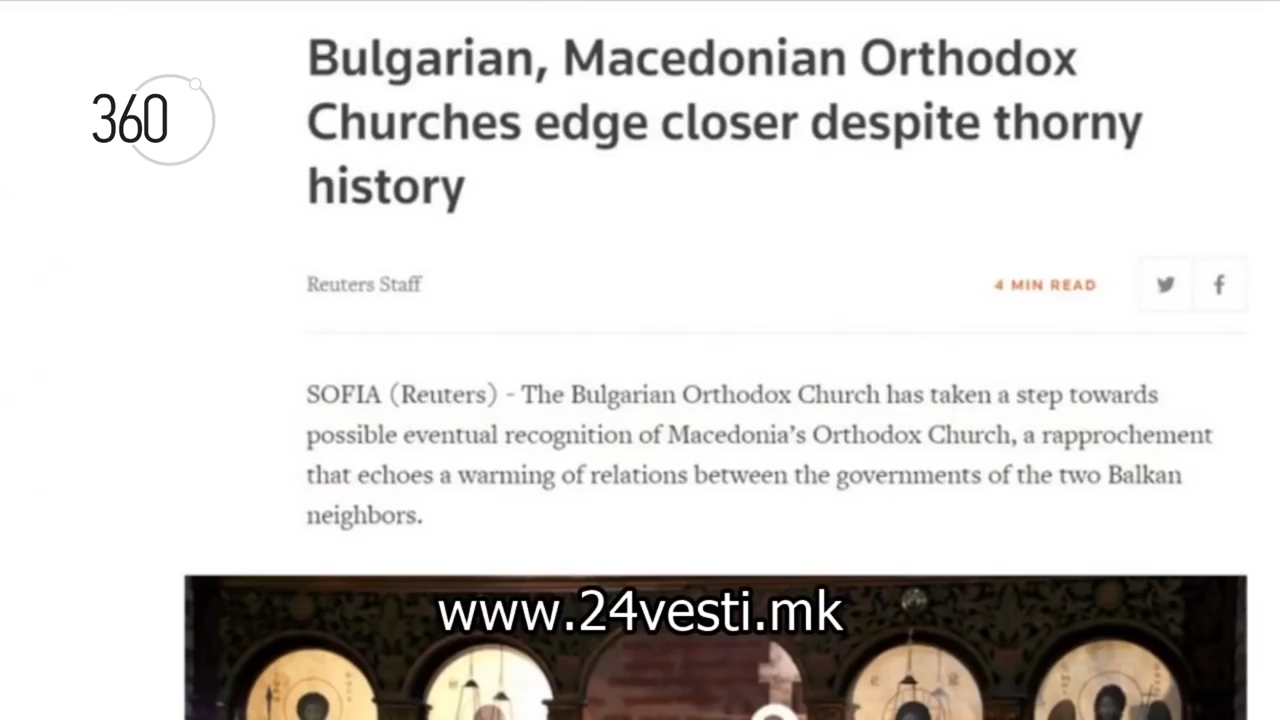 Bulgarian, Macedonian Orthodox
Churches edge closer despite thorny
history
360
Reuters Staff
4 MIN READ
SOFIA (Reuters) - The Bulgarian Orthodox Church has taken a step towards
possible eventual recognition of Macedonia's Orthodox Church, a rapprochement
that echoes a warming of relations between the governments of the two Balkan
neighbors.
www.24vesti.mk